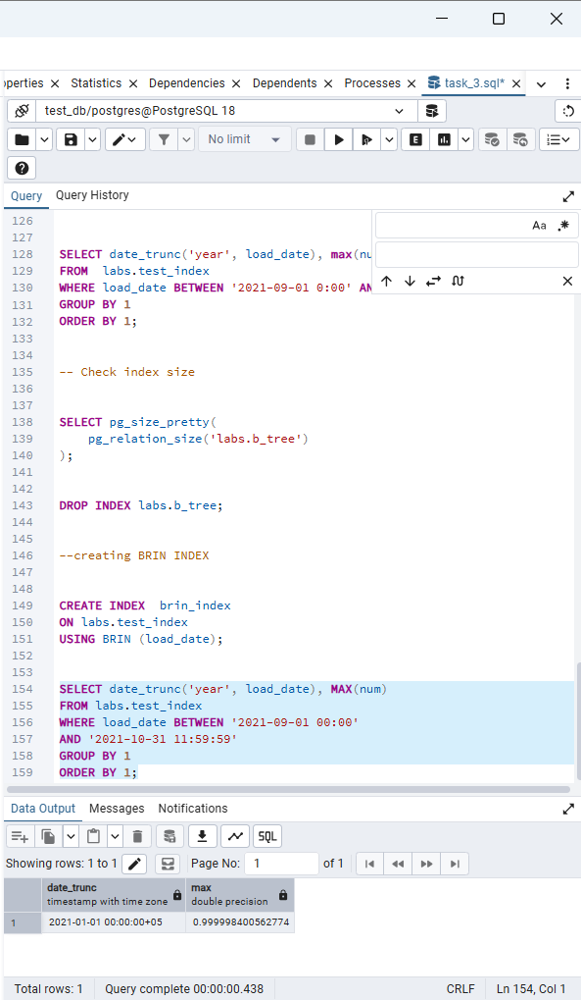 operties
Statistics
Dependencies
Dependents
Processes
task_3.sql*
test_db/postgres@PostgreSQL 18
No limit
E
Query
Query History
Aa
126
127
128 SELECT date_trunc('year', load_date), max(nu
129 FROM  labs.test_index
130 WHERE load_date BETWEEN '2021-09-01 0:00' AN
131 GROUP BY 1
132 ORDER BY 1;
133
134
135 -- Check index size
136
137
138 SELECT pg_size_pretty(
139     pg_relation_size('labs.b_tree')
140 );
141
142
143 DROP INDEX labs.b_tree;
144
145
146 --creating BRIN INDEX
147
148
149 CREATE INDEX  brin_index
150 ON labs.test_index
151 USING BRIN (load_date);
152
153
154 SELECT date_trunc('year', load_date), MAX(num)
155 FROM labs.test_index
156 WHERE load_date BETWEEN '2021-09-01 00:00'
157 AND '2021-10-31 11:59:59'
158 GROUP BY 1
159 ORDER BY 1;
Data Output
Messages
Notifications
SQL
Showing rows: 1 to 1
Page No: 1 of 1
date_trunc
timestamp with time zone
max
double precision
1 2021-01-01 00:00:00+05 0.999998400562774
Total rows: 1
Query complete 00:00:00.438
CRLF
Ln 154, Col 1